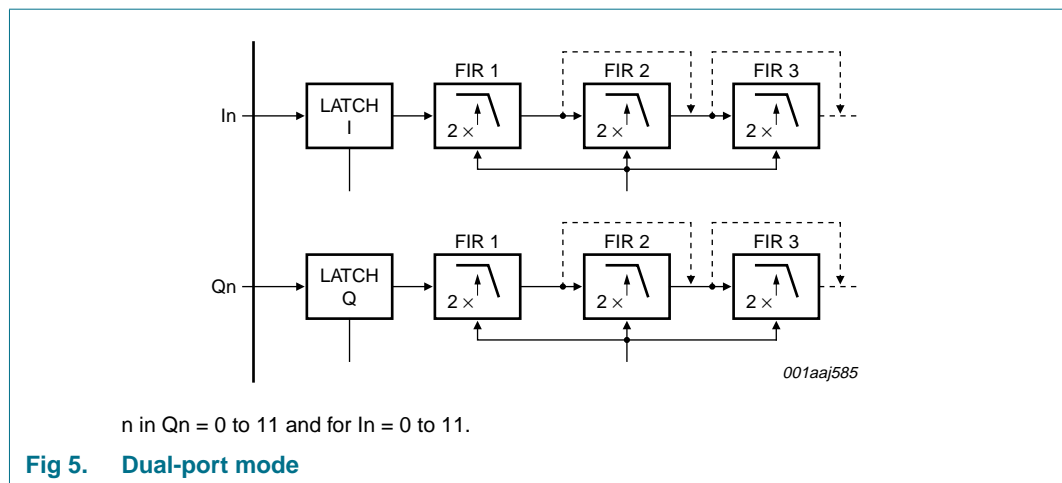 FIR 1 FIR 2 FIR 3
In LATCH
I
2 × 2 × 2 ×
FIR 1 FIR 2 FIR 3
Qn LATCH
Q
2 × 2 × 2 ×
001aaj585
n in Qn = 0 to 11 and for In = 0 to 11.
Fig 5. Dual-port mode